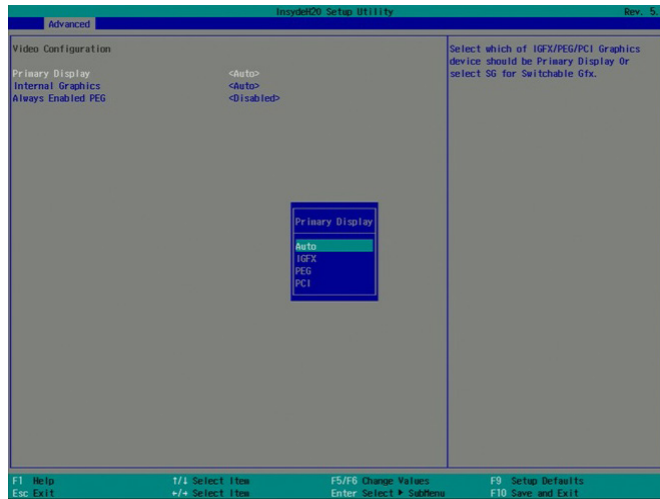 InsydeH20 Setup Utility Rev. 5.
Advanced
Video Configuration
Primary Display <Auto>
Internal Graphics <Auto>
Always Enabled PEG <Disabled>
Select which of IGFX/PEG/PCI Graphics
device should be Primary Display Or
select SG for Switchable Gfx.
Primary Display
Auto
IGFX
PEG
PCI
F1 Help ↑/↓ Select Item F5/F6 Change Values F9 Setup Defaults
Esc Exit ←/→ Select Item Enter Select ▶ SubMenu F10 Save and Exit